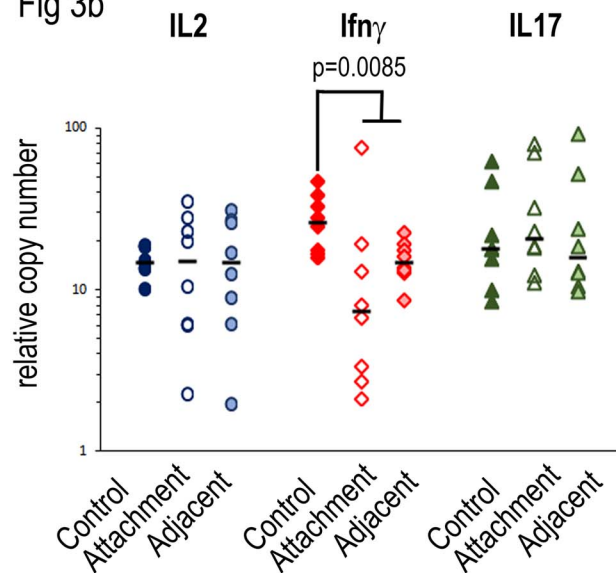 Fig 3b
IL2 Ifnγ IL17
p=0.0085
relative copy number
100
10
1
Control Attachment Adjacent Control Attachment Adjacent Control Attachment Adjacent